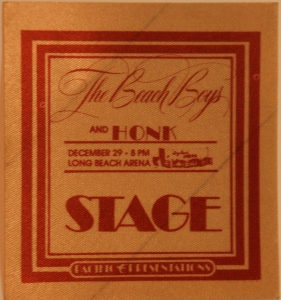 The Beach Boys
AND HONK
DECEMBER 29 - 8 PM
LONG BEACH ARENA
STAGE
PACIFIC PRESENTATIONS